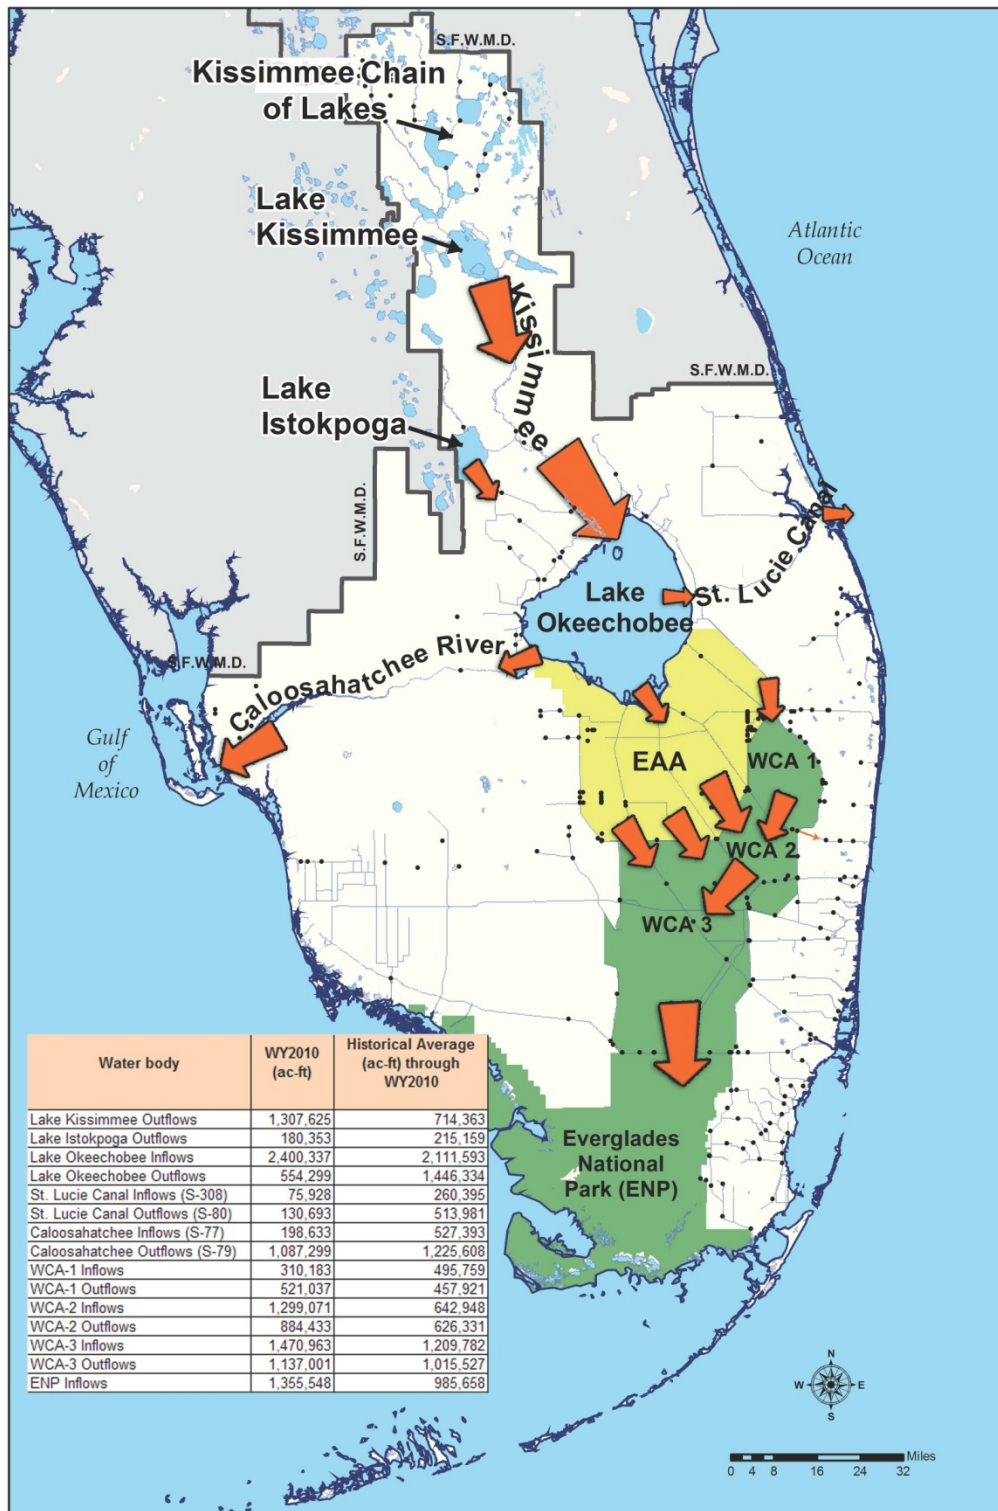 S.F.W.M.D.
Kissimmee Chain
of Lakes
Lake
Kissimmee
Atlantic
Ocean
Kissimmee
S.F.W.M.D.
Lake
Istokpoga
S.F.W.M.D.
St. Lucie Canal
Lake
Okeechobee
S.F.W.M.D.
Caloosahatchee River
Gulf
of
Mexico
EAA
WCA 1
WCA 2
WCA 3
Water body WY2010 (ac-ft) Historical Average (ac-ft) through WY2010
Lake Kissimmee Outflows 1,307,625 714,363
Lake Istokpoga Outflows 180,353 215,159
Lake Okeechobee Inflows 2,400,337 2,111,593
Lake Okeechobee Outflows 554,299 1,446,334
St. Lucie Canal Inflows (S-308) 75,928 260,395
St. Lucie Canal Outflows (S-80) 130,693 513,981
Caloosahatchee Inflows (S-77) 198,633 527,393
Caloosahatchee Outflows (S-79) 1,087,299 1,225,608
WCA-1 Inflows 310,183 495,759
WCA-1 Outflows 521,037 457,921
WCA-2 Inflows 1,299,071 642,948
WCA-2 Outflows 884,433 626,331
WCA-3 Inflows 1,470,963 1,209,782
WCA-3 Outflows 1,137,001 1,015,527
ENP Inflows 1,355,548 985,658
Everglades
National
Park (ENP)
N
W E
S
Miles
0 4 8 16 24 32